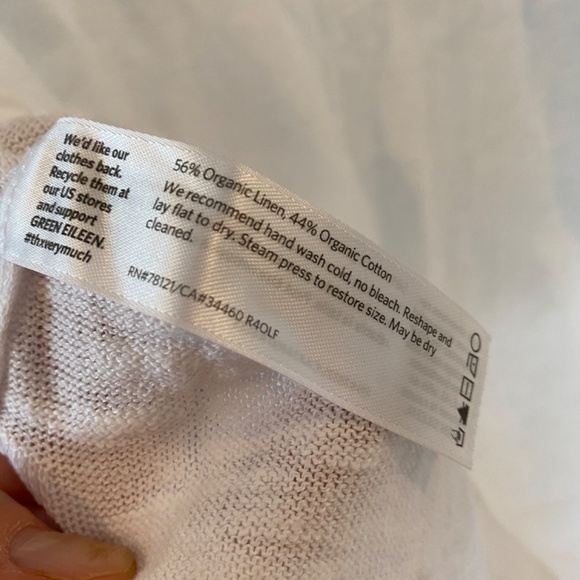 We'd like our
clothes back.
Recycle them at
our US stores
and support
GREEN EILEEN.
#thxverymuch
56% Organic Linen, 44% Organic Cotton
We recommend hand wash cold, no bleach. Reshape and
lay flat to dry. Steam press to restore size. May be dry
cleaned.
RN#78121/CA#34460 R4OLF